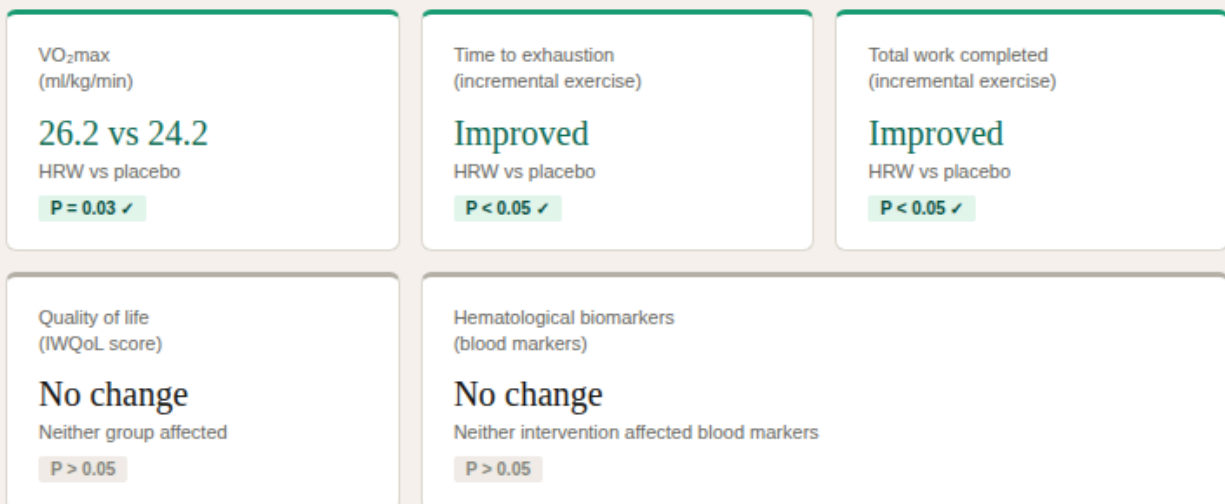 VO₂max
(ml/kg/min)
26.2 vs 24.2
HRW vs placebo
P = 0.03 ✓
Time to exhaustion
(incremental exercise)
Improved
HRW vs placebo
P < 0.05 ✓
Total work completed
(incremental exercise)
Improved
HRW vs placebo
P < 0.05 ✓
Quality of life
(IWQoL score)
No change
Neither group affected
P > 0.05
Hematological biomarkers
(blood markers)
No change
Neither intervention affected blood markers
P > 0.05